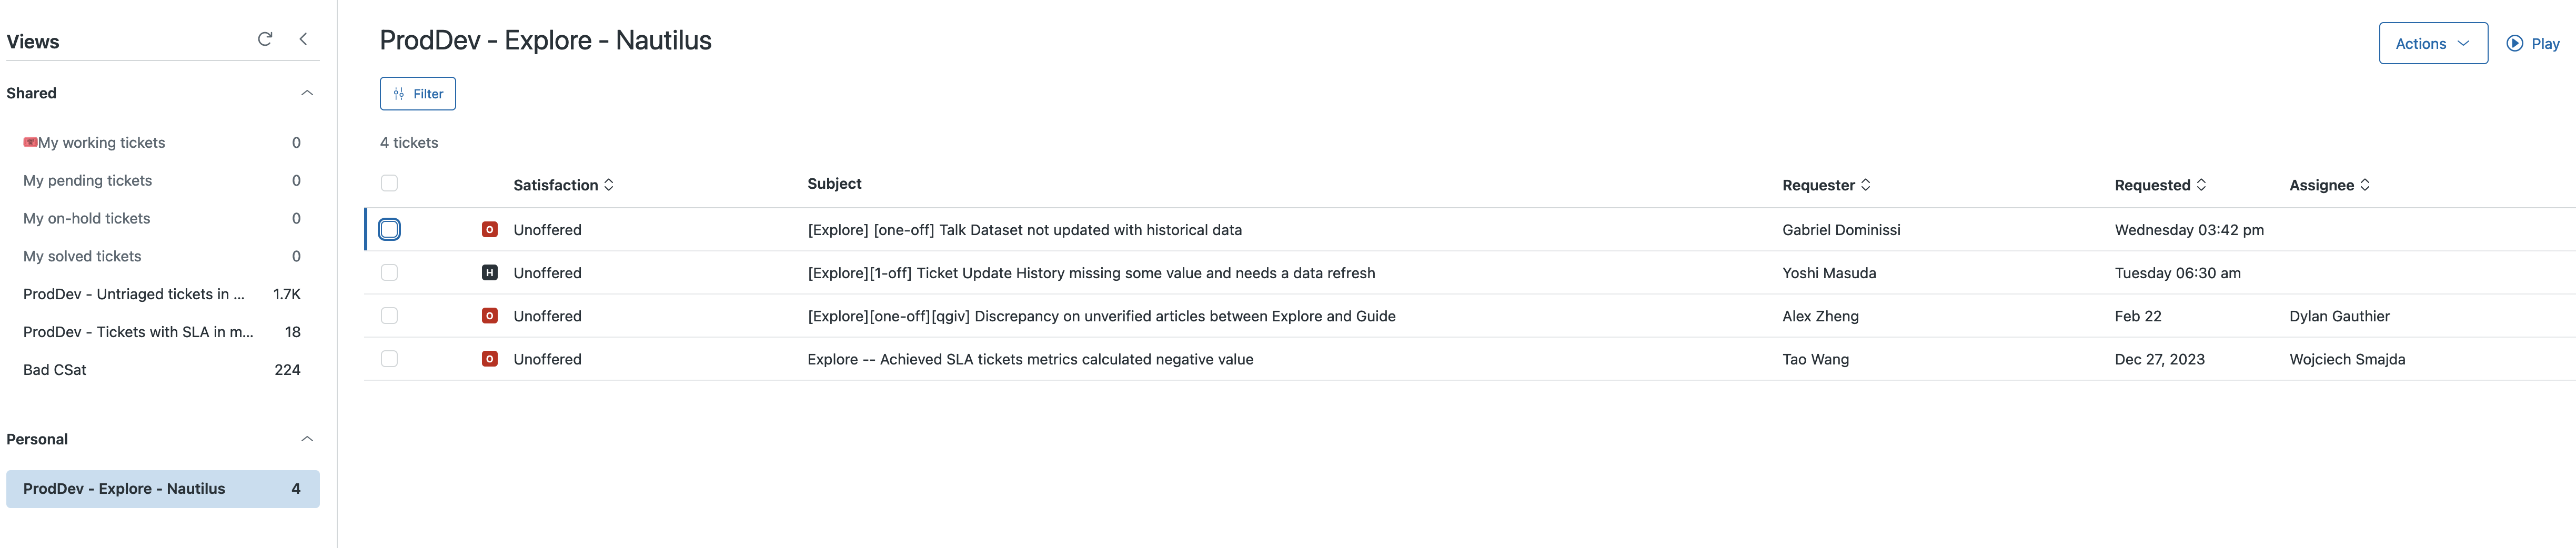 Views
Shared
My working tickets 0
My pending tickets 0
My on-hold tickets 0
My solved tickets 0
ProdDev - Untriaged tickets in ... 1.7K
ProdDev - Tickets with SLA in m... 18
Bad CSat 224
Personal
ProdDev - Explore - Nautilus 4
ProdDev - Explore - Nautilus
Actions Play
Filter
4 tickets
Satisfaction Subject Requester Requested Assignee
O Unoffered [Explore] [one-off] Talk Dataset not updated with historical data Gabriel Dominissi Wednesday 03:42 pm
H Unoffered [Explore][1-off] Ticket Update History missing some value and needs a data refresh Yoshi Masuda Tuesday 06:30 am
O Unoffered [Explore][one-off][qgiv] Discrepancy on unverified articles between Explore and Guide Alex Zheng Feb 22 Dylan Gauthier
O Unoffered Explore -- Achieved SLA tickets metrics calculated negative value Tao Wang Dec 27, 2023 Wojciech Smajda